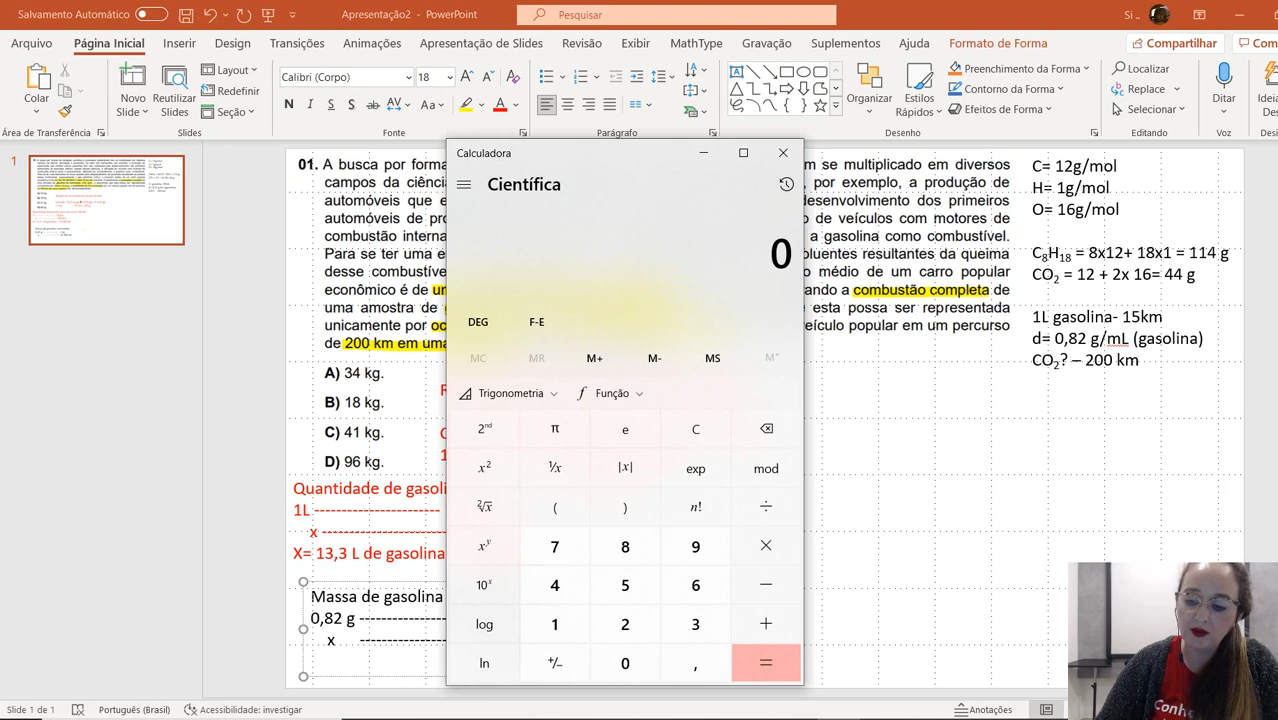 Salvamento Automático
Apresentação2 - PowerPoint
Pesquisar
Si ..
Arquivo
Página Inicial
Inserir
Design
Transições
Animações
Apresentação de Slides
Revisão
Exibir
MathType
Gravação
Suplementos
Ajuda
Formato de Forma
Compartilhar
Colar
Novo
Slide
Reutilizar
Slides
Layout
Redefinir
Seção
Calibri (Corpo)
18
Organizar
Estilos
Rápidos
Preenchimento da Forma
Contorno da Forma
Efeitos de Forma
Localizar
Replace
Selecionar
Ditar
Área de Transferência
Slides
Fonte
Parágrafo
Desenho
Editando
Voz
1
01. A busca por forma
campos da ciência
automóveis que e
automóveis de pro
combustão interna
Para se ter uma e
desse combustíve
econômico é de un
uma amostra de
unicamente por oc
de 200 km em uma
m se multiplicado em diversos
por exemplo, a produção de
desenvolvimento dos primeiros
o de veículos com motores de
a gasolina como combustível.
oluentes resultantes da queima
o médio de um carro popular
ando a combustão completa de
e esta possa ser representada
eículo popular em um percurso
A) 34 kg.
B) 18 kg.
C) 41 kg.
D) 96 kg.
Quantidade de gasoli
1L -----------------------
x -----------------------
X= 13,3 L de gasolina
Massa de gasolina
0,82 g ----------------
x ----------------
C= 12g/mol
H= 1g/mol
O= 16g/mol
C₈H₁₈ = 8x12+ 18x1 = 114 g
CO₂ = 12 + 2x 16= 44 g
1L gasolina- 15km
d= 0,82 g/mL (gasolina)
CO₂? – 200 km
Científica
0
DEG
F-E
MC
MR
M+
M-
MS
Trigonometria
Função
2ⁿᵈ
π
e
C
x²
¹/x
|x|
exp
mod
²√x
(
)
n!
÷
xʸ
7
8
9
×
10ˣ
4
5
6
−
log
1
2
3
+
ln
+/−
0
,
=
Slide 1 de 1
Português (Brasil)
Acessibilidade: investigar
Anotações